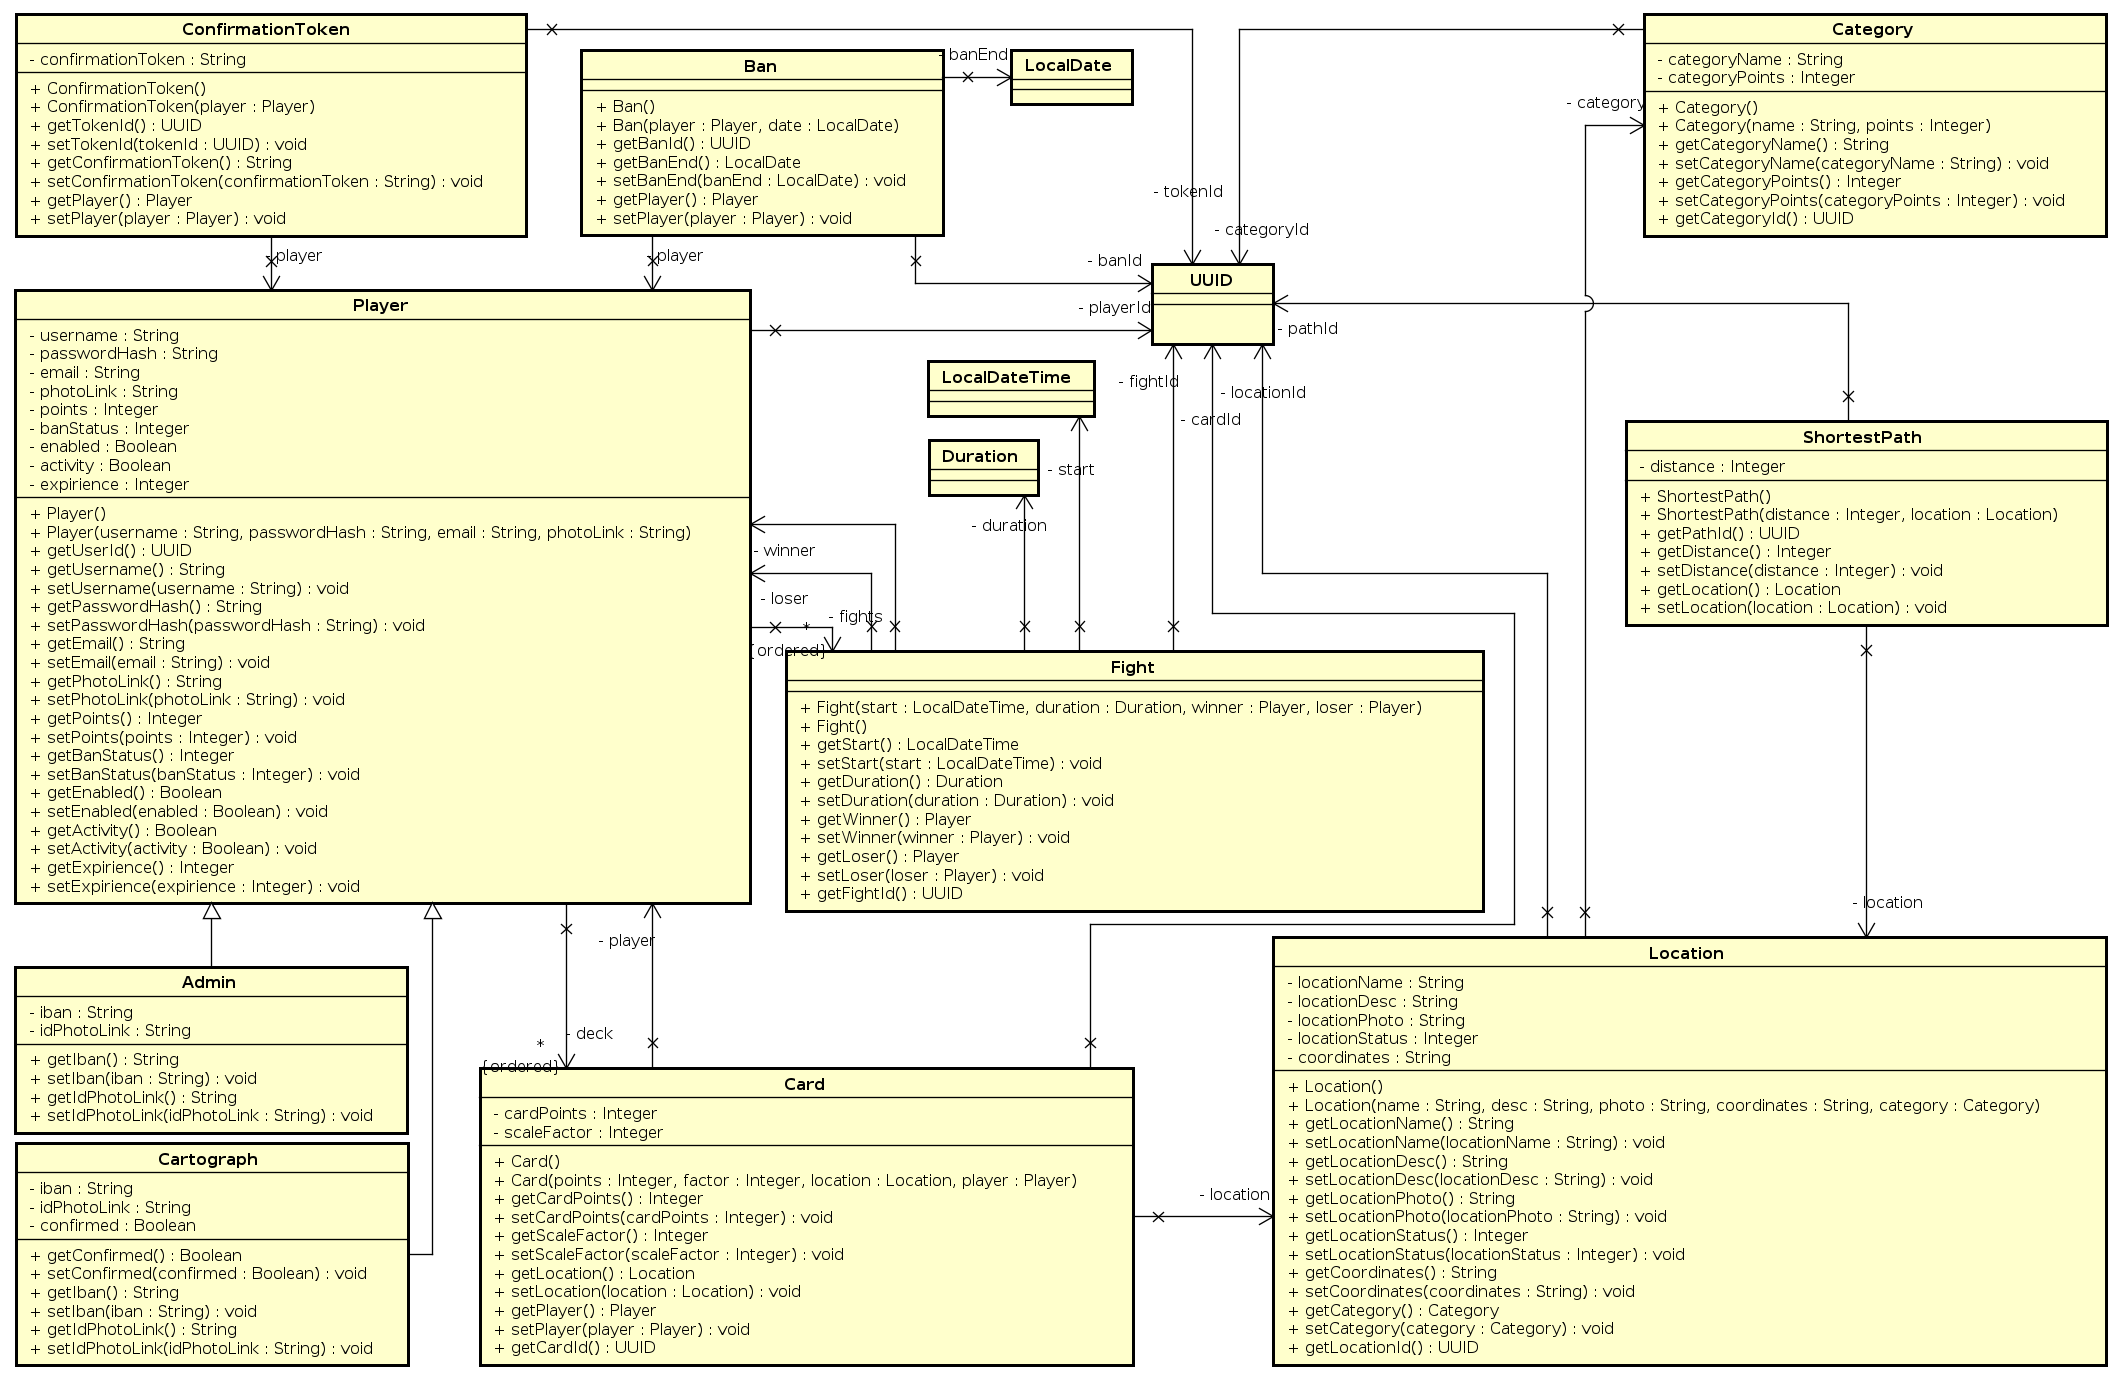 ConfirmationToken
- confirmationToken : String
+ ConfirmationToken()
+ ConfirmationToken(player : Player)
+ getTokenId() : UUID
+ setTokenId(tokenId : UUID) : void
+ getConfirmationToken() : String
+ setConfirmationToken(confirmationToken : String) : void
+ getPlayer() : Player
+ setPlayer(player : Player) : void
Ban
+ Ban()
+ Ban(player : Player, date : LocalDate)
+ getBanId() : UUID
+ getBanEnd() : LocalDate
+ setBanEnd(banEnd : LocalDate) : void
+ getPlayer() : Player
+ setPlayer(player : Player) : void
- banEnd
LocalDate
Category
- categoryName : String
- categoryPoints : Integer
+ Category()
+ Category(name : String, points : Integer)
+ getCategoryName() : String
+ setCategoryName(categoryName : String) : void
+ getCategoryPoints() : Integer
+ setCategoryPoints(categoryPoints : Integer) : void
+ getCategoryId() : UUID
- category
- tokenId
- categoryId
- player
- player
- banId
- playerId
UUID
- pathId
Player
- username : String
- passwordHash : String
- email : String
- photoLink : String
- points : Integer
- banStatus : Integer
- enabled : Boolean
- activity : Boolean
- expirience : Integer
+ Player()
+ Player(username : String, passwordHash : String, email : String, photoLink : String)
+ getUserId() : UUID
+ getUsername() : String
+ setUsername(username : String) : void
+ getPasswordHash() : String
+ setPasswordHash(passwordHash : String) : void
+ getEmail() : String
+ setEmail(email : String) : void
+ getPhotoLink() : String
+ setPhotoLink(photoLink : String) : void
+ getPoints() : Integer
+ setPoints(points : Integer) : void
+ getBanStatus() : Integer
+ setBanStatus(banStatus : Integer) : void
+ getEnabled() : Boolean
+ setEnabled(enabled : Boolean) : void
+ getActivity() : Boolean
+ setActivity(activity : Boolean) : void
+ getExpirience() : Integer
+ setExpirience(expirience : Integer) : void
LocalDateTime
Duration
- fightId
- locationId
- cardId
- start
- duration
- winner
- loser
- fights
*
{ordered}
ShortestPath
- distance : Integer
+ ShortestPath()
+ ShortestPath(distance : Integer, location : Location)
+ getPathId() : UUID
+ getDistance() : Integer
+ setDistance(distance : Integer) : void
+ getLocation() : Location
+ setLocation(location : Location) : void
Fight
+ Fight(start : LocalDateTime, duration : Duration, winner : Player, loser : Player)
+ Fight()
+ getStart() : LocalDateTime
+ setStart(start : LocalDateTime) : void
+ getDuration() : Duration
+ setDuration(duration : Duration) : void
+ getWinner() : Player
+ setWinner(winner : Player) : void
+ getLoser() : Player
+ setLoser(loser : Player) : void
+ getFightId() : UUID
- location
- player
- deck
*
{ordered}
Admin
- iban : String
- idPhotoLink : String
+ getIban() : String
+ setIban(iban : String) : void
+ getIdPhotoLink() : String
+ setIdPhotoLink(idPhotoLink : String) : void
Cartograph
- iban : String
- idPhotoLink : String
- confirmed : Boolean
+ getConfirmed() : Boolean
+ setConfirmed(confirmed : Boolean) : void
+ getIban() : String
+ setIban(iban : String) : void
+ getIdPhotoLink() : String
+ setIdPhotoLink(idPhotoLink : String) : void
Card
- cardPoints : Integer
- scaleFactor : Integer
+ Card()
+ Card(points : Integer, factor : Integer, location : Location, player : Player)
+ getCardPoints() : Integer
+ setCardPoints(cardPoints : Integer) : void
+ getScaleFactor() : Integer
+ setScaleFactor(scaleFactor : Integer) : void
+ getLocation() : Location
+ setLocation(location : Location) : void
+ getPlayer() : Player
+ setPlayer(player : Player) : void
+ getCardId() : UUID
- location
Location
- locationName : String
- locationDesc : String
- locationPhoto : String
- locationStatus : Integer
- coordinates : String
+ Location()
+ Location(name : String, desc : String, photo : String, coordinates : String, category : Category)
+ getLocationName() : String
+ setLocationName(locationName : String) : void
+ getLocationDesc() : String
+ setLocationDesc(locationDesc : String) : void
+ getLocationPhoto() : String
+ setLocationPhoto(locationPhoto : String) : void
+ getLocationStatus() : Integer
+ setLocationStatus(locationStatus : Integer) : void
+ getCoordinates() : String
+ setCoordinates(coordinates : String) : void
+ getCategory() : Category
+ setCategory(category : Category) : void
+ getLocationId() : UUID